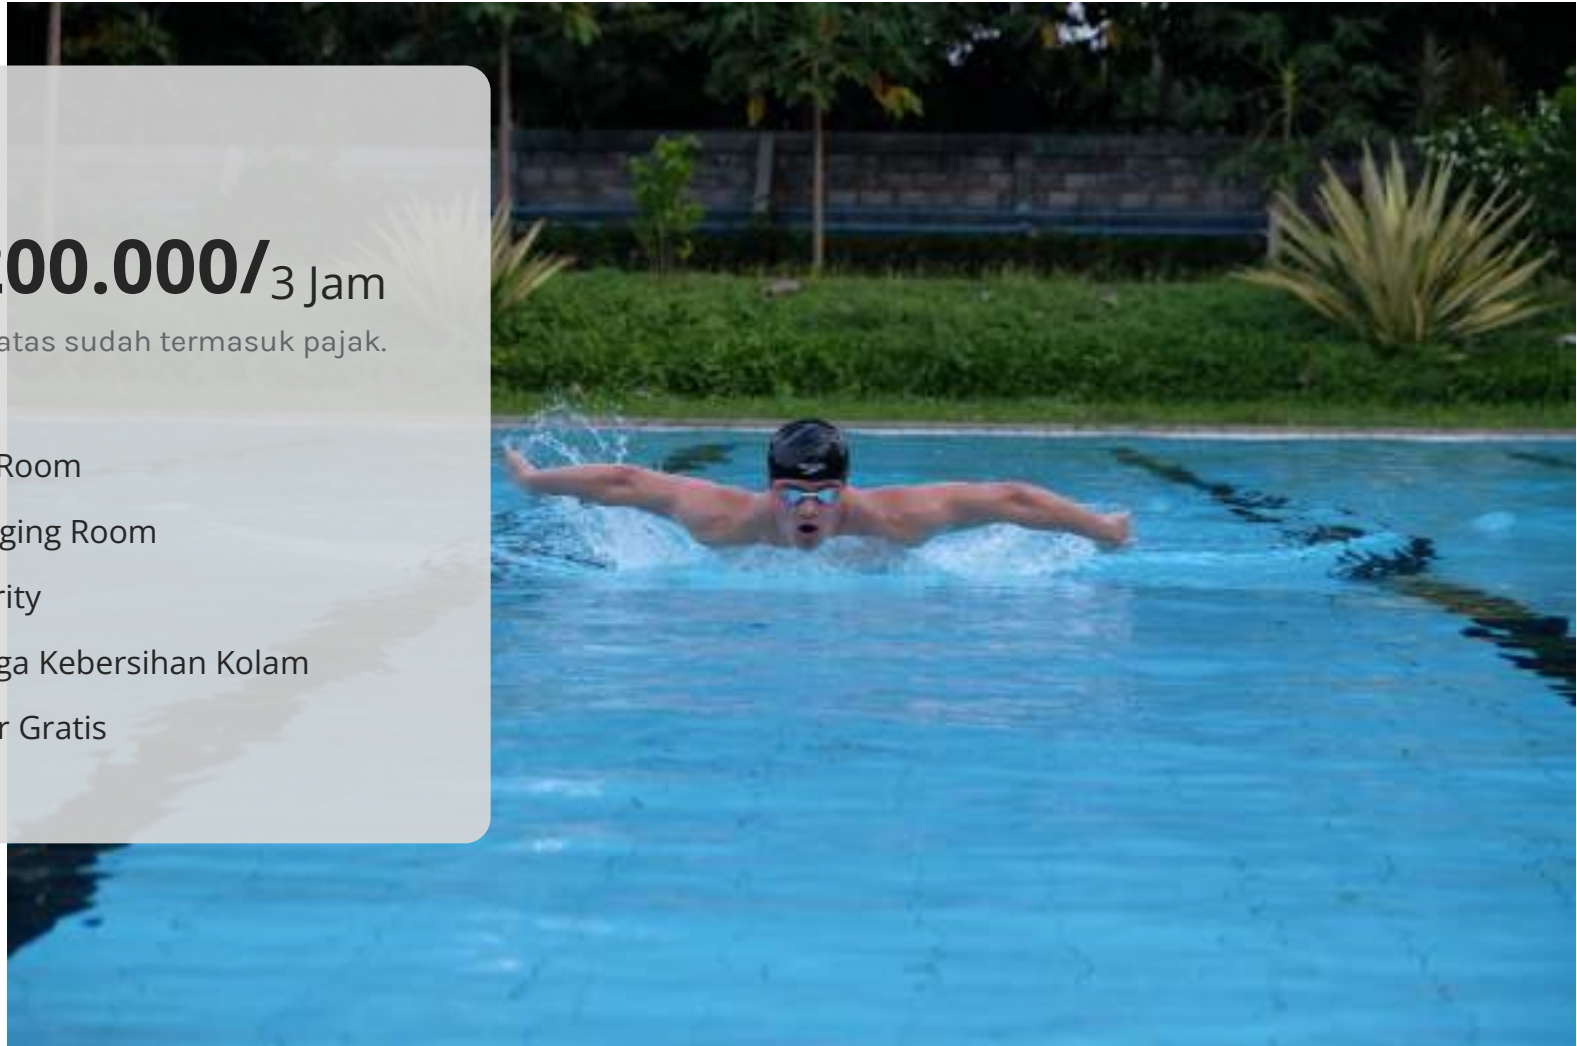 00.000/3 Jam
atas sudah termasuk pajak.
Room
ging Room
rity
ga Kebersihan Kolam
r Gratis